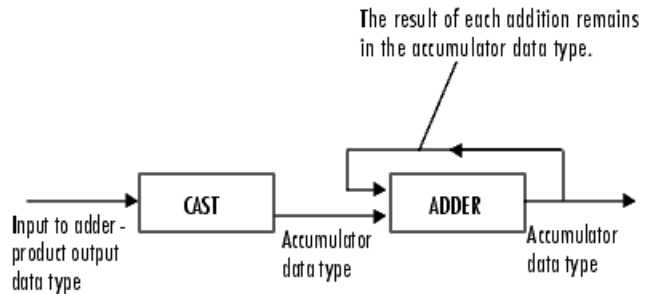 The result of each addition remains
in the accumulator data type.
CAST
ADDER
Input to adder -
product output
data type
Accumulator
data type
Accumulator
data type